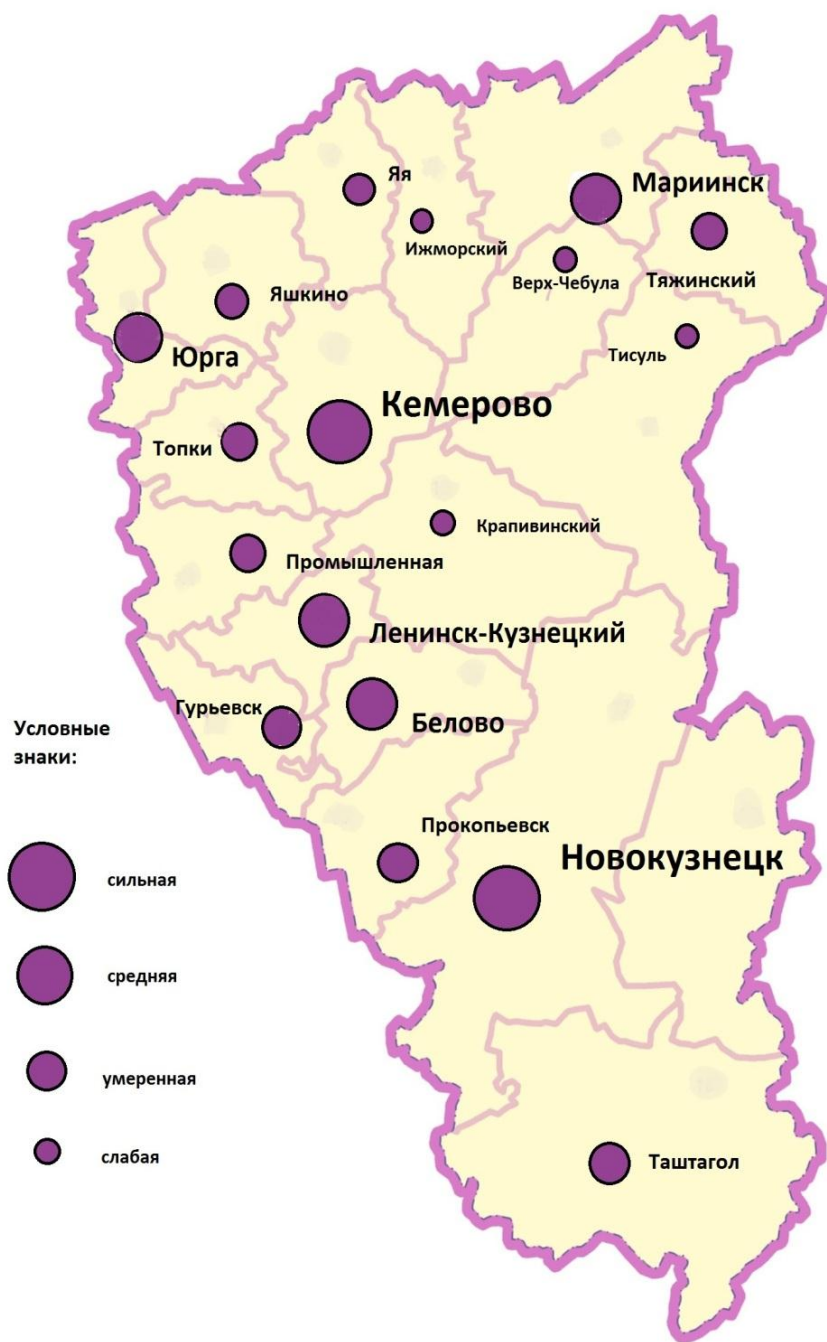 Яя
Мариинск
Ижморский
Верх-Чебула
Тяжинский
Яшкино
Юрга
Тисуль
Кемерово
Топки
Крапивинский
Промышленная
Ленинск-Кузнецкий
Гурьевск
Белово
Условные
знаки:
Прокопьевск
Новокузнецк
сильная
средняя
умеренная
слабая
Таштагол